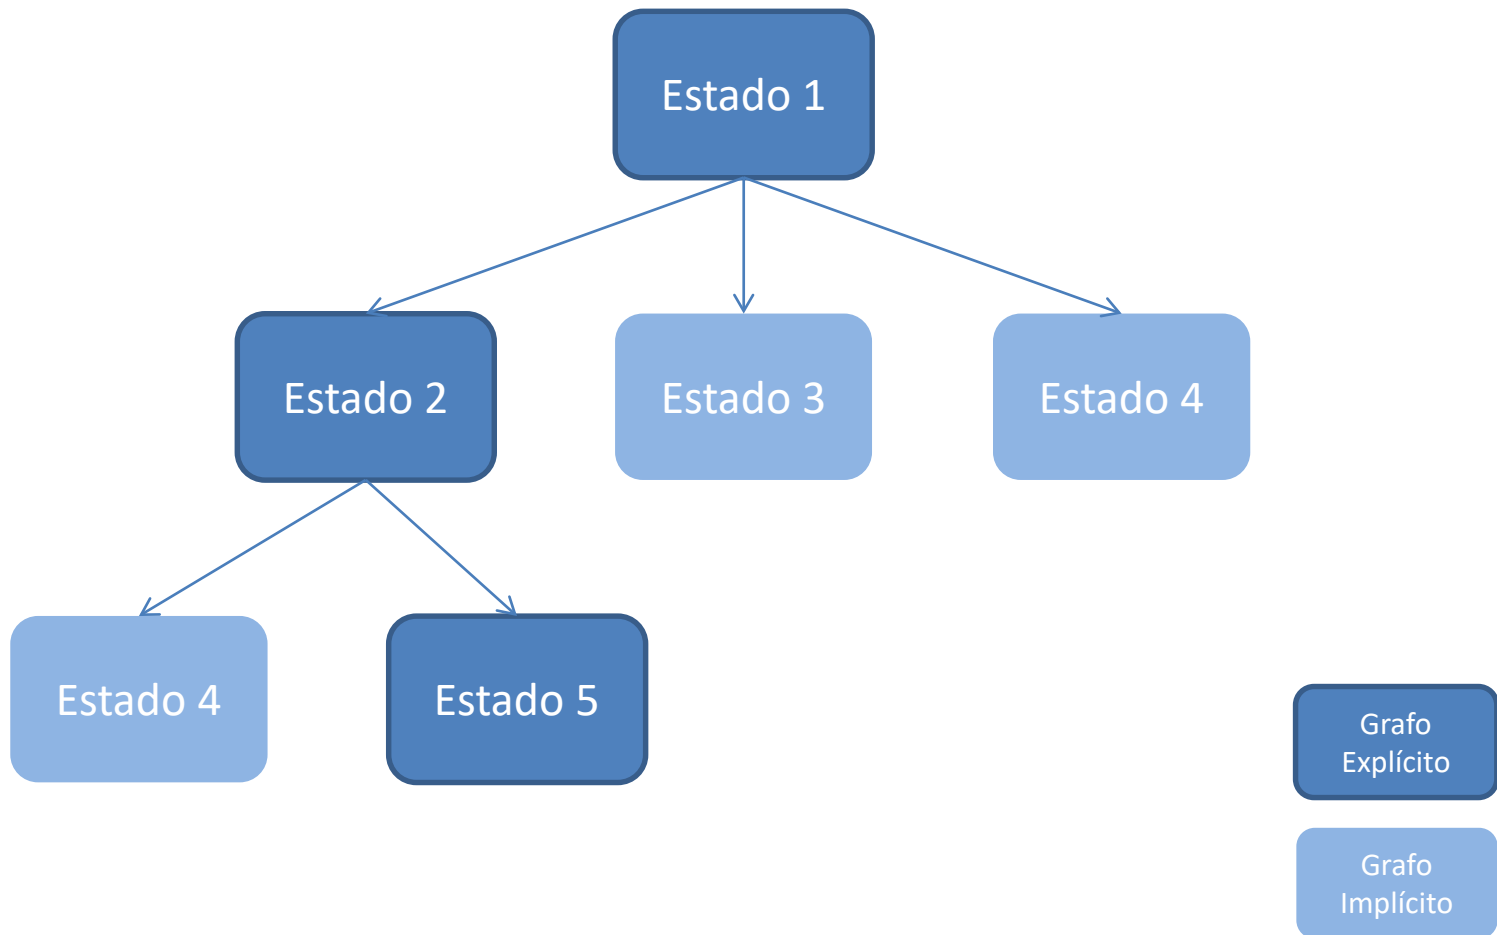 Estado 1
Estado 2
Estado 3
Estado 4
Estado 4
Estado 5
Grafo
Explícito
Grafo
Implícito